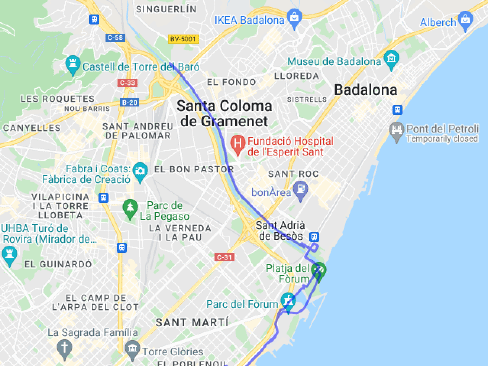 SINGUERLÍN
C-58
IKEA Badalona
Alberch
BV-5001
Castell de Torre del Baró
Museu de Badalona
EL FONDO
LLOREDA
C-33
Badalona
LES ROQUETES
NOU BARRIS
B-20
Santa Coloma
de Gramenet
SISTRELLS
CANYELLES
SANT ANDREU
DE PALOMAR
Pont del Petroli
Temporarily closed
Fundació Hospital
de l'Esperit Sant
Fabra i Coats:
Fàbrica de Creació
EL BON PASTOR
SANT ROC
bonÀrea
VILAPICINA
I LA TORRE
LLOBETA
Parc de
La Pegaso
UHBA Turó de
Rovira (Mirador...
LA VERNEDA
I LA PAU
Sant Adrià
de Besòs
EL GUINARDÓ
C-31
Platja del
Fòrum
EL CAMP DE
L'ARPA DEL CLOT
Parc del Fòrum
SANT MARTÍ
La Sagrada Família
Torre Glòries
EL POBLENOU